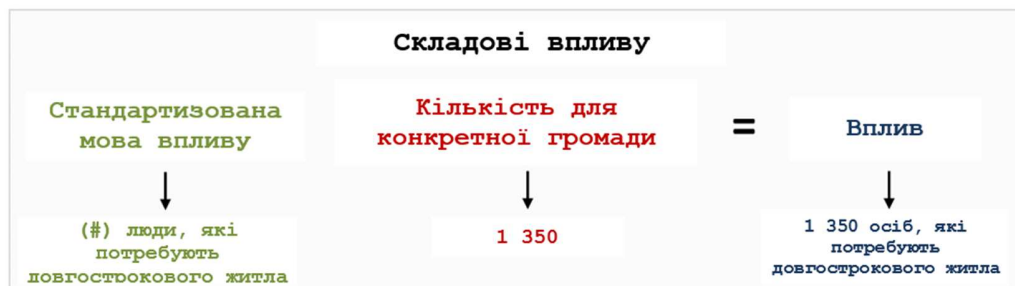 Складові впливу
Стандартизована
мова впливу
Кількість для
конкретної громади
=
Вплив
(#) люди, які
потребують
довгострокового житла
1 350
1 350 осіб, які
потребують
довгострокового житла